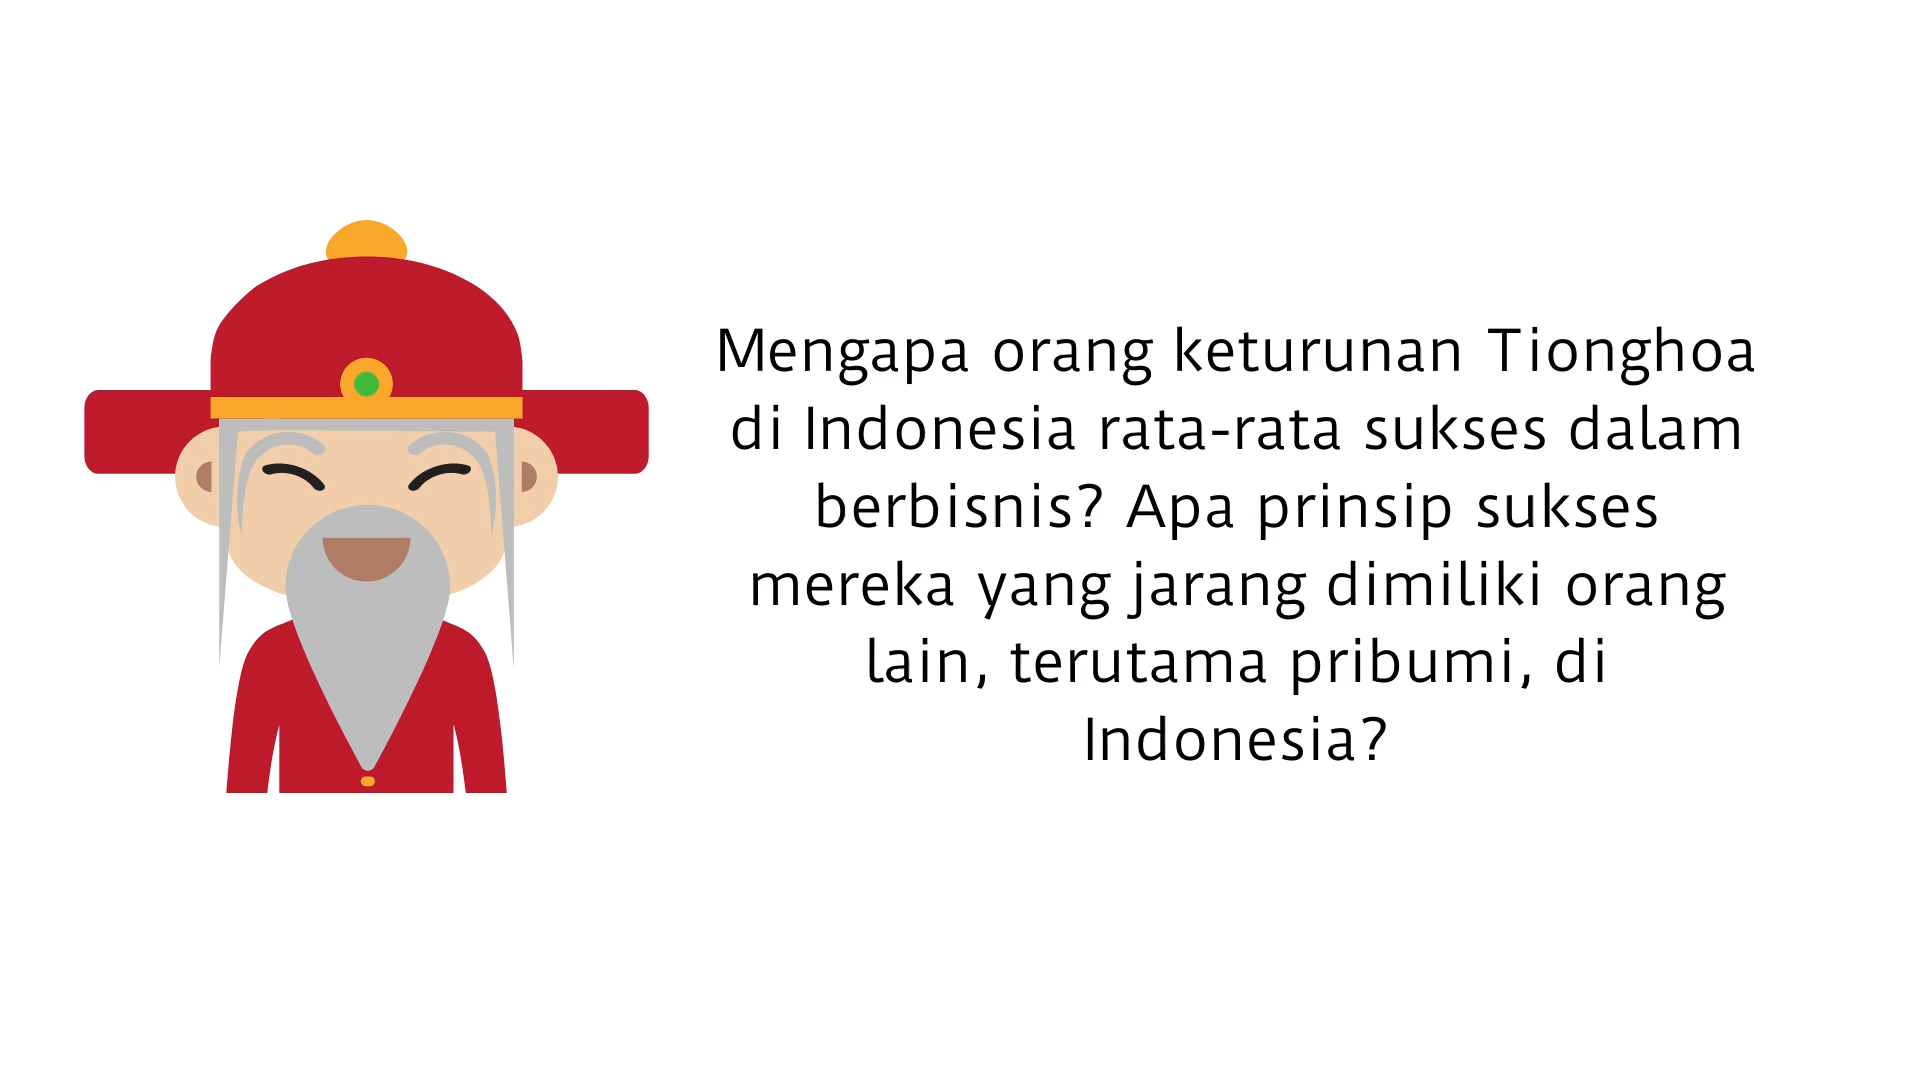 Mengapa orang keturunan Tionghoa
di Indonesia rata-rata sukses dalam
berbisnis? Apa prinsip sukses
mereka yang jarang dimiliki orang
lain, terutama pribumi, di
Indonesia?